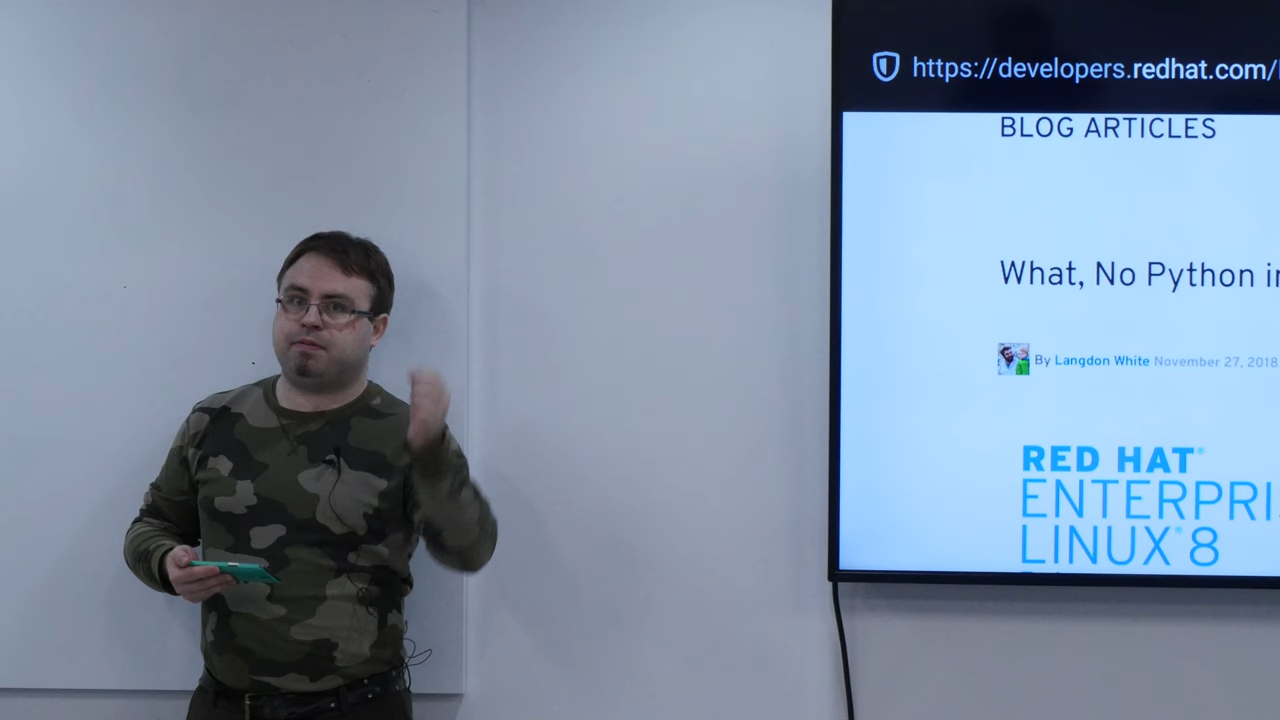 https://developers.redhat.com/
BLOG ARTICLES
What, No Python in
By Langdon White November 27, 2018
RED HAT®
ENTERPRI
LINUX® 8